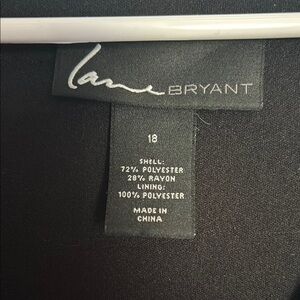 Lane BRYANT
18
SHELL:
72% POLYESTER
28% RAYON
LINING:
100% POLYESTER
MADE IN
CHINA